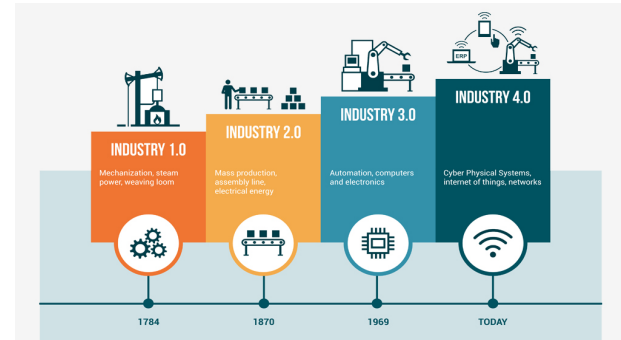 ERP
INDUSTRY 1.0
Mechanization, steam
power, weaving loom
INDUSTRY 2.0
Mass production,
assembly line,
electrical energy
INDUSTRY 3.0
Automation, computers
and electronics
INDUSTRY 4.0
Cyber Physical Systems,
internet of things, networks
1784
1870
1969
TODAY